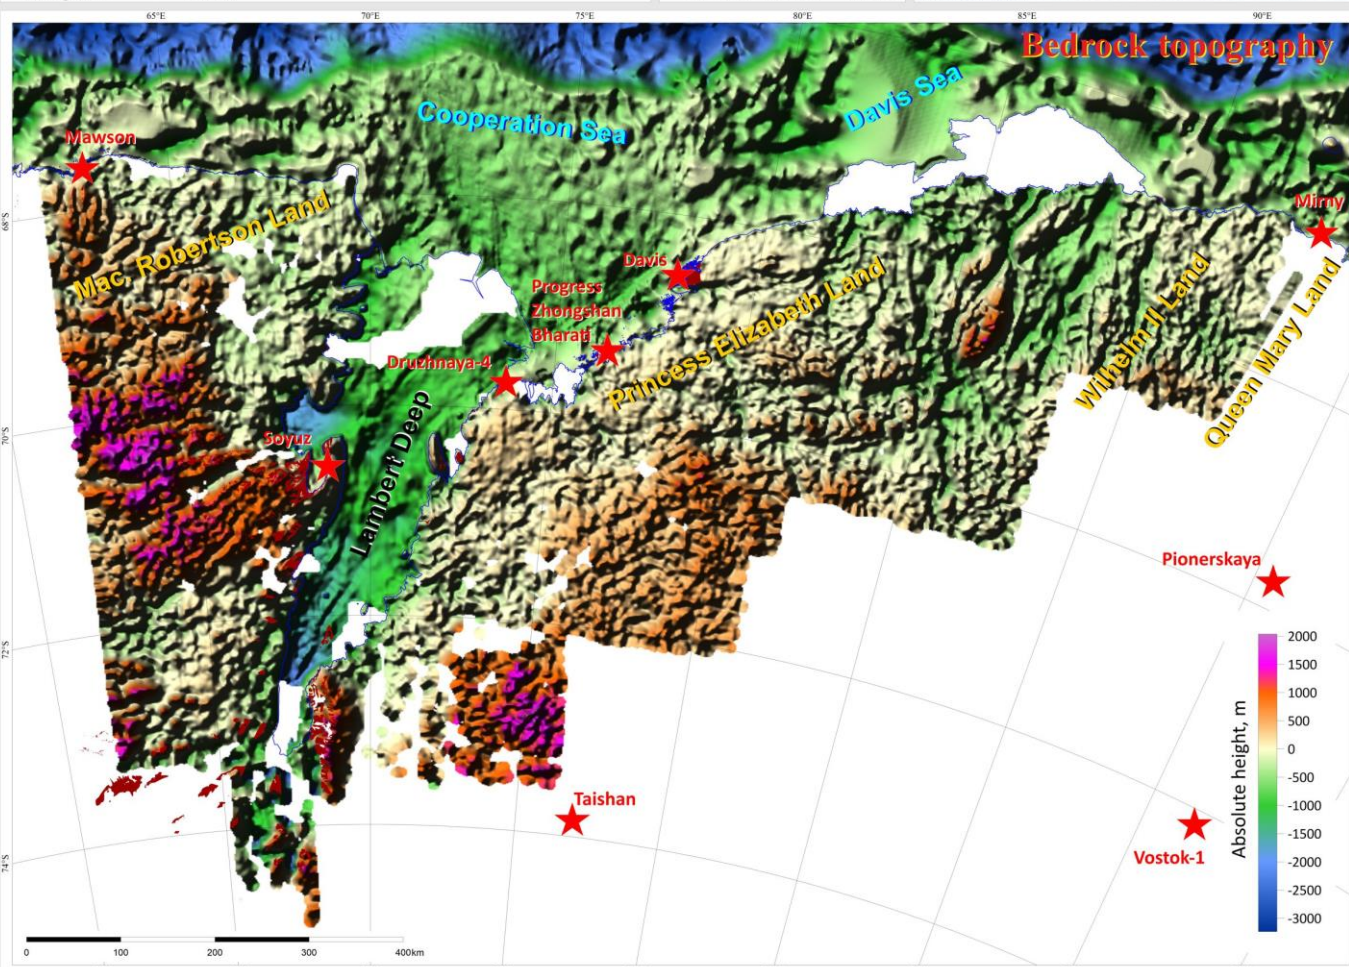 65°E
70°E
75°E
80°E
85°E
90°E
Bedrock topography
Cooperation Sea
Davis Sea
Mawson
Mirny
68°S
Mac. Robertson Land
Davis
Progress
Zhongshan
Bharati
Princess Elizabeth Land
Wilhelm II Land
Queen Mary Land
Druzhnaya-4
70°S
Soyuz
Lambert Deep
Pionerskaya
72°S
Absolute height, m
2000
1500
1000
500
0
-500
-1000
-1500
-2000
-2500
-3000
Taishan
Vostok-1
74°S
0
100
200
300
400km